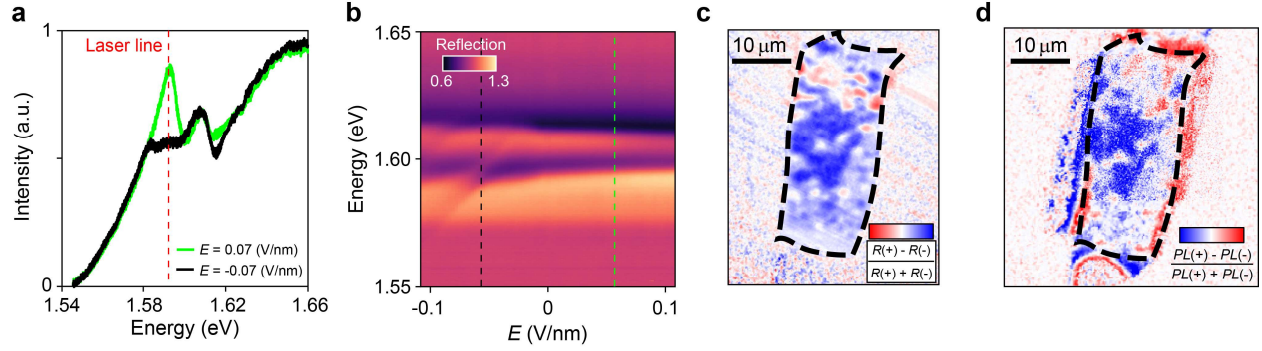 a
1
Laser line
Intensity (a.u.)
E = 0.07 (V/nm)
E = -0.07 (V/nm)
0
1.54
1.58
1.62
1.66
Energy (eV)
b
1.65
Reflection
0.6
1.3
Energy (eV)
1.60
1.55
-0.1
0
0.1
E (V/nm)
c
10 μm
R(+) - R(-)
R(+) + R(-)
d
10 μm
PL(+) - PL(-)
PL(+) + PL(-)